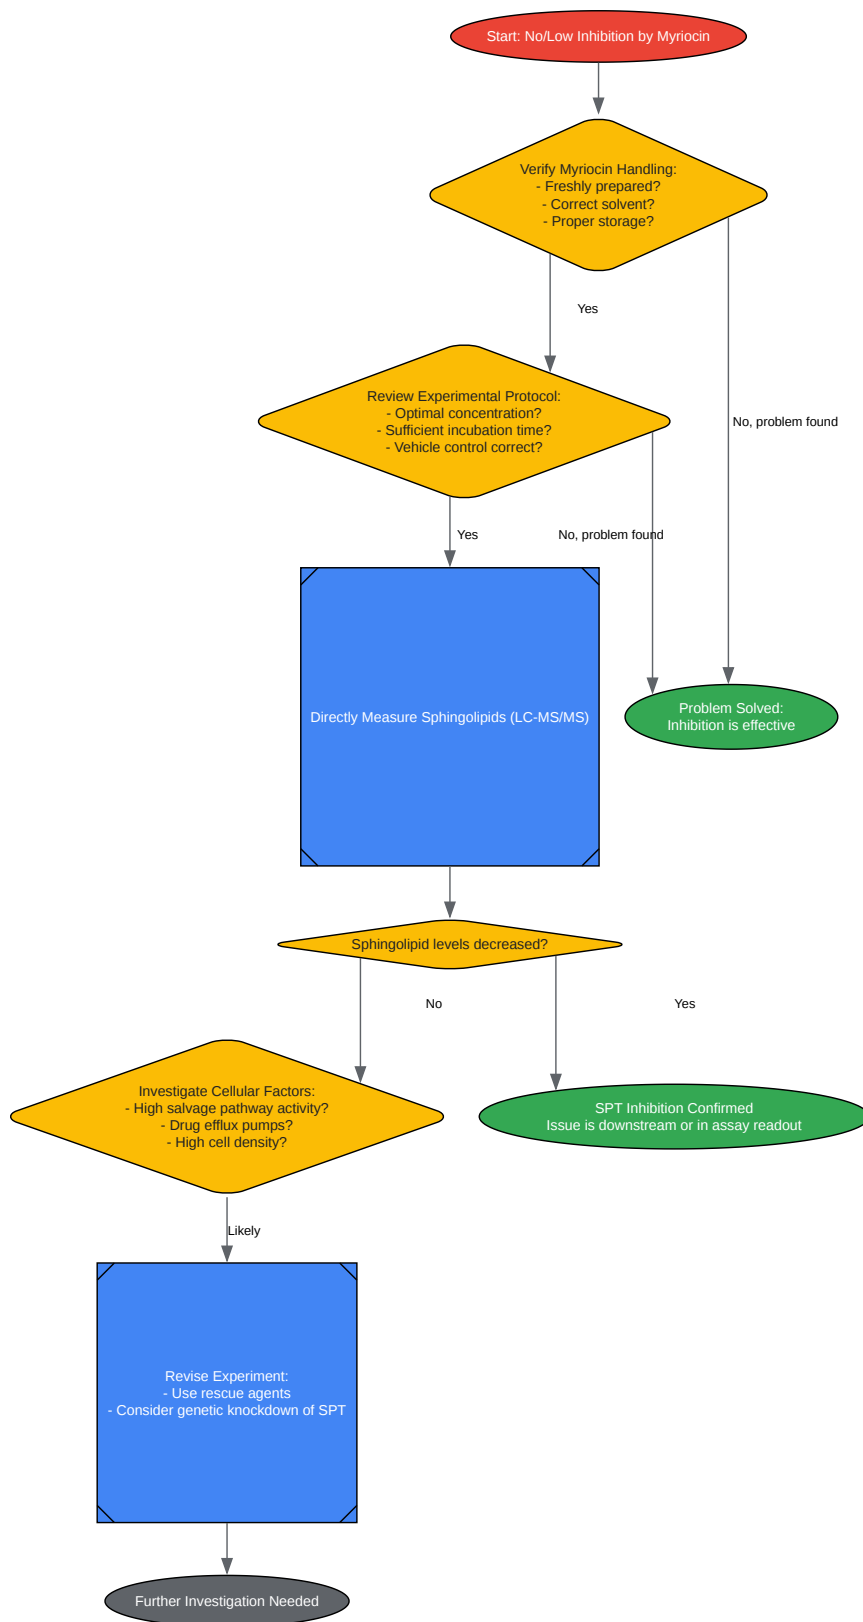 Start: No/Low Inhibition by Myriocin
Verify Myriocin Handling:
- Freshly prepared?
- Correct solvent?
- Proper storage?
Yes
No, problem found
Review Experimental Protocol:
- Optimal concentration?
- Sufficient incubation time?
- Vehicle control correct?
Yes
No, problem found
Directly Measure Sphingolipids (LC-MS/MS)
Problem Solved:
Inhibition is effective
Sphingolipid levels decreased?
No
Yes
Investigate Cellular Factors:
- High salvage pathway activity?
- Drug efflux pumps?
- High cell density?
SPT Inhibition Confirmed
Issue is downstream or in assay readout
Likely
Revise Experiment:
- Use rescue agents
- Consider genetic knockdown of SPT
Further Investigation Needed